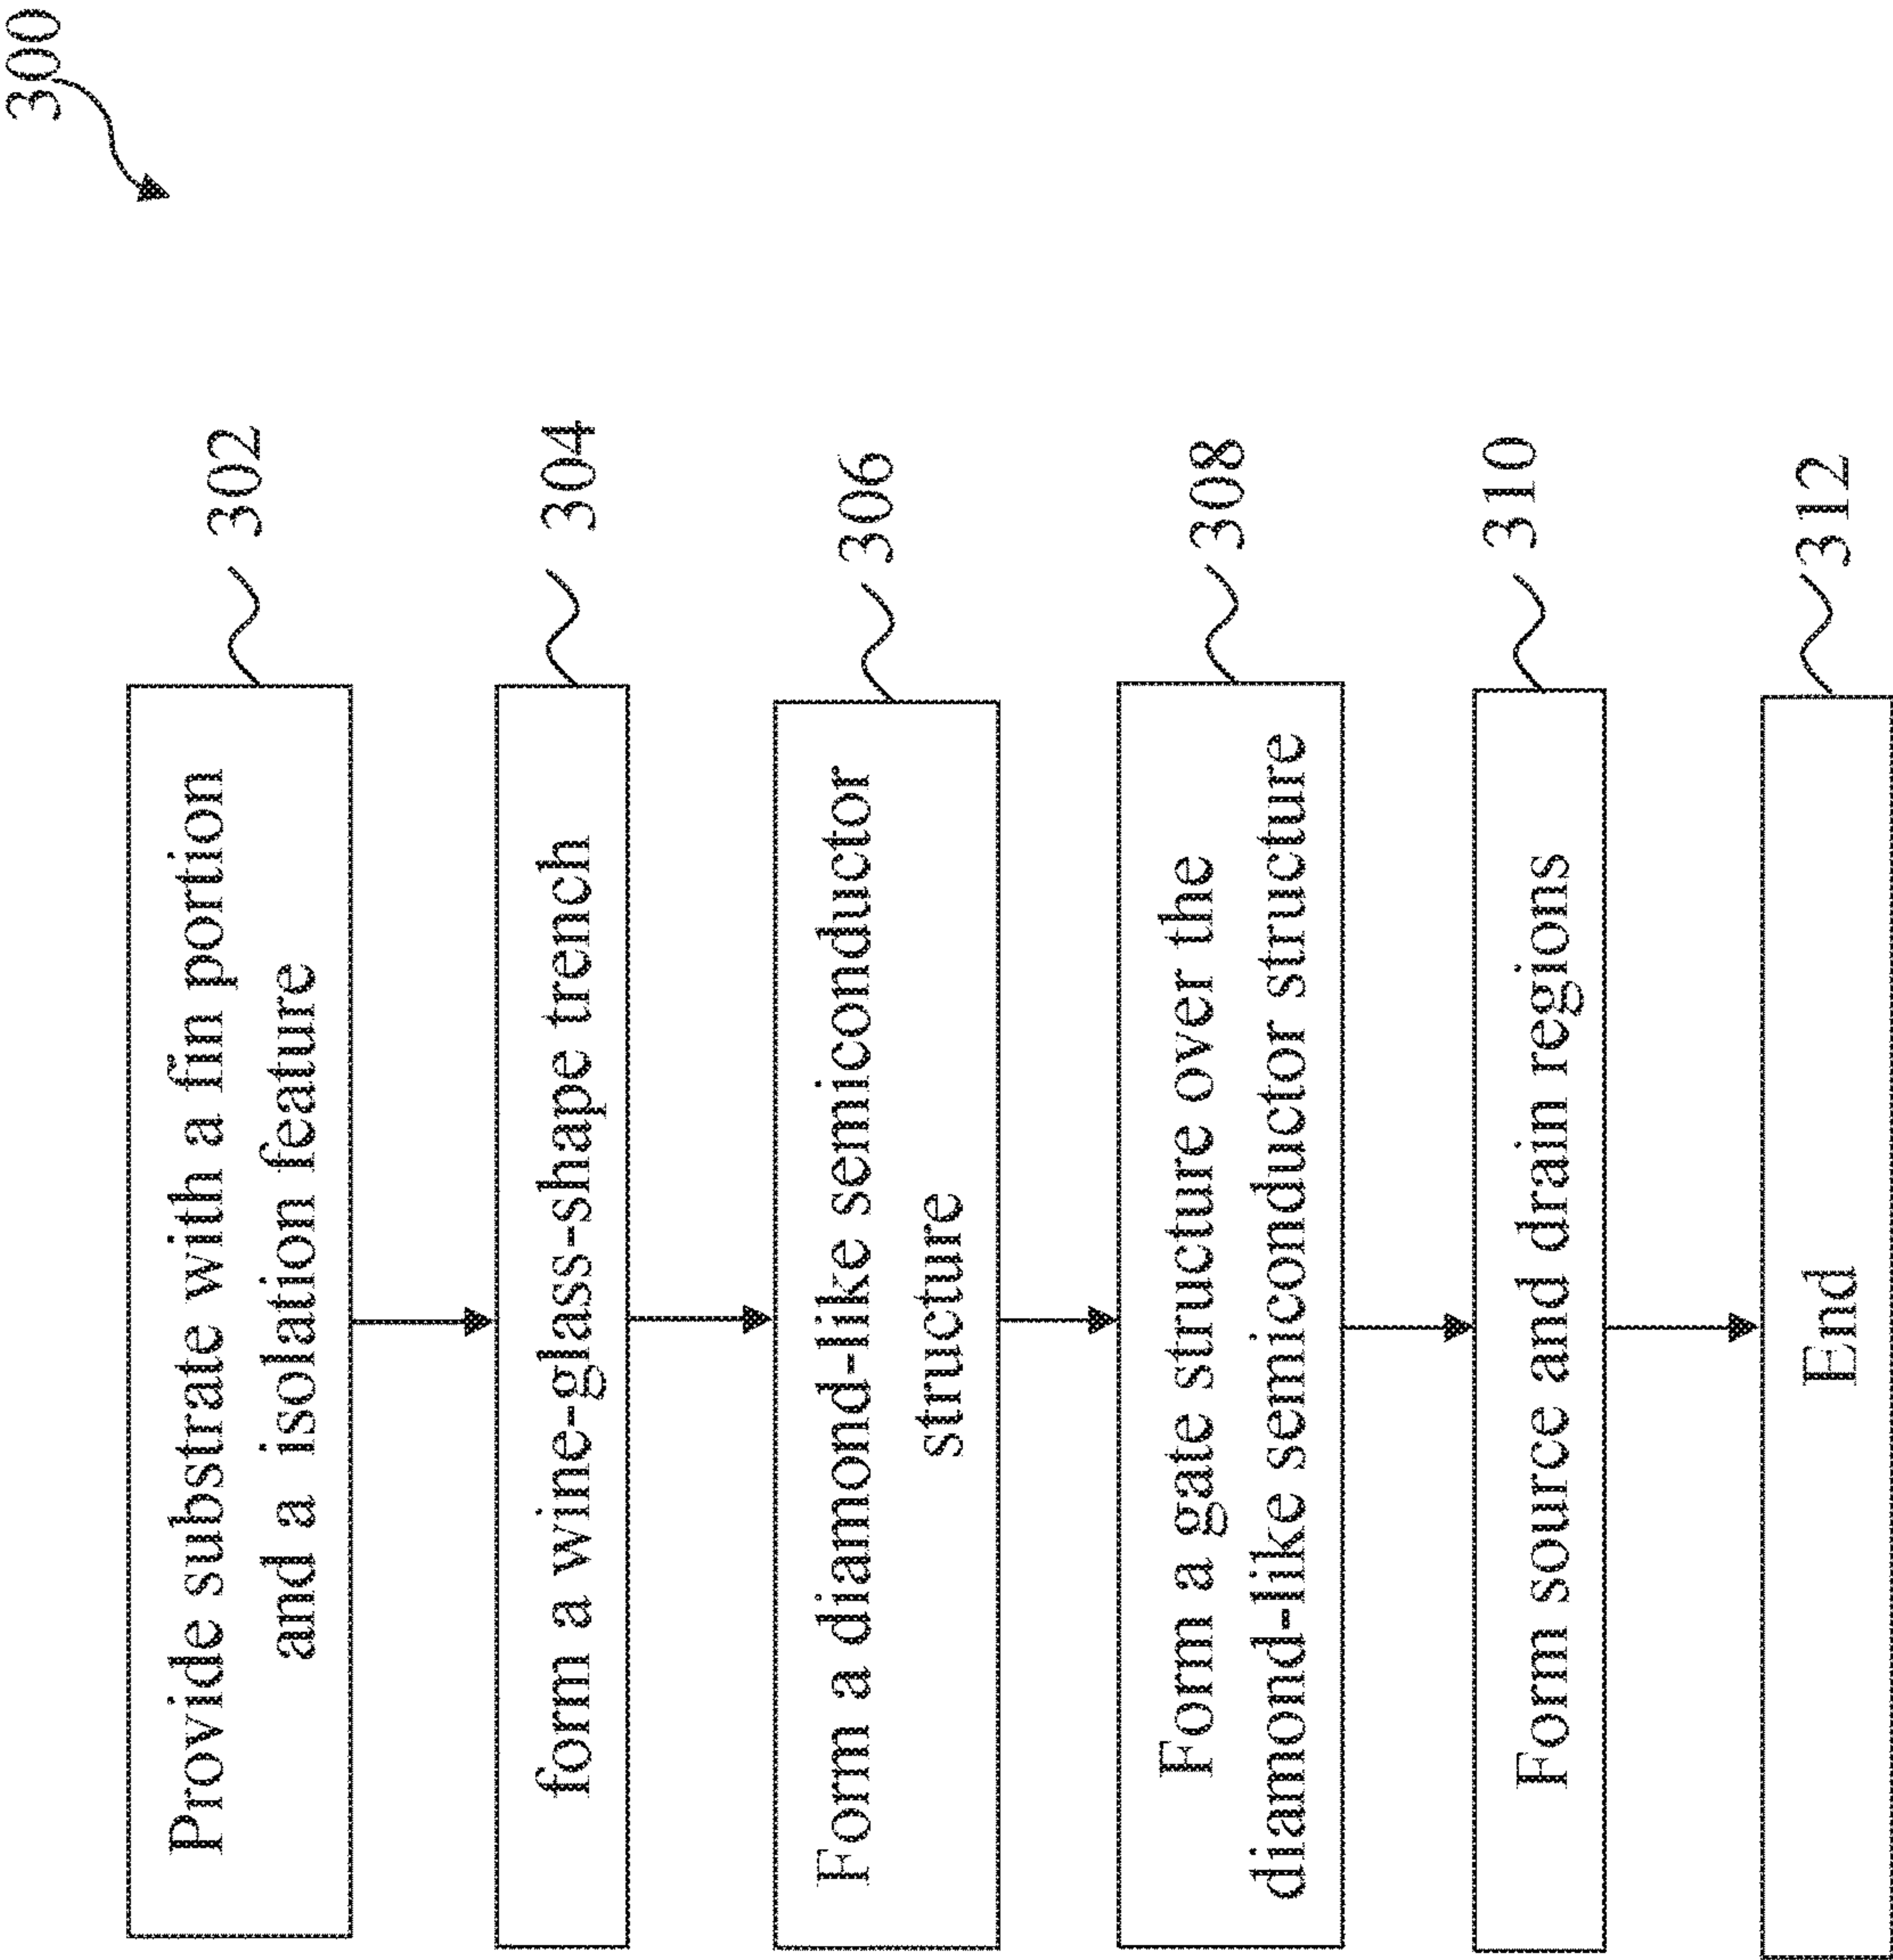 300
Provide substrate with a fin portion
and a isolation feature
302
form a wine-glass-shape trench
304
Form a diamond-like semiconductor
structure
306
Form a gate structure over the
diamond-like semiconductor structure
308
Form source and drain regions
310
End
312